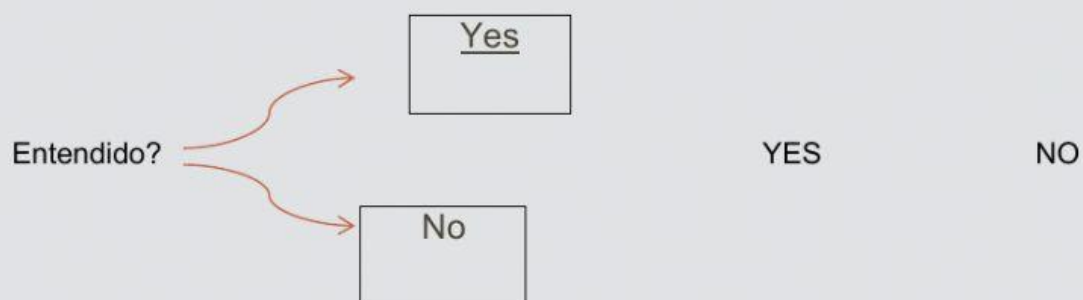 Yes
Entendido?
YES
NO
No